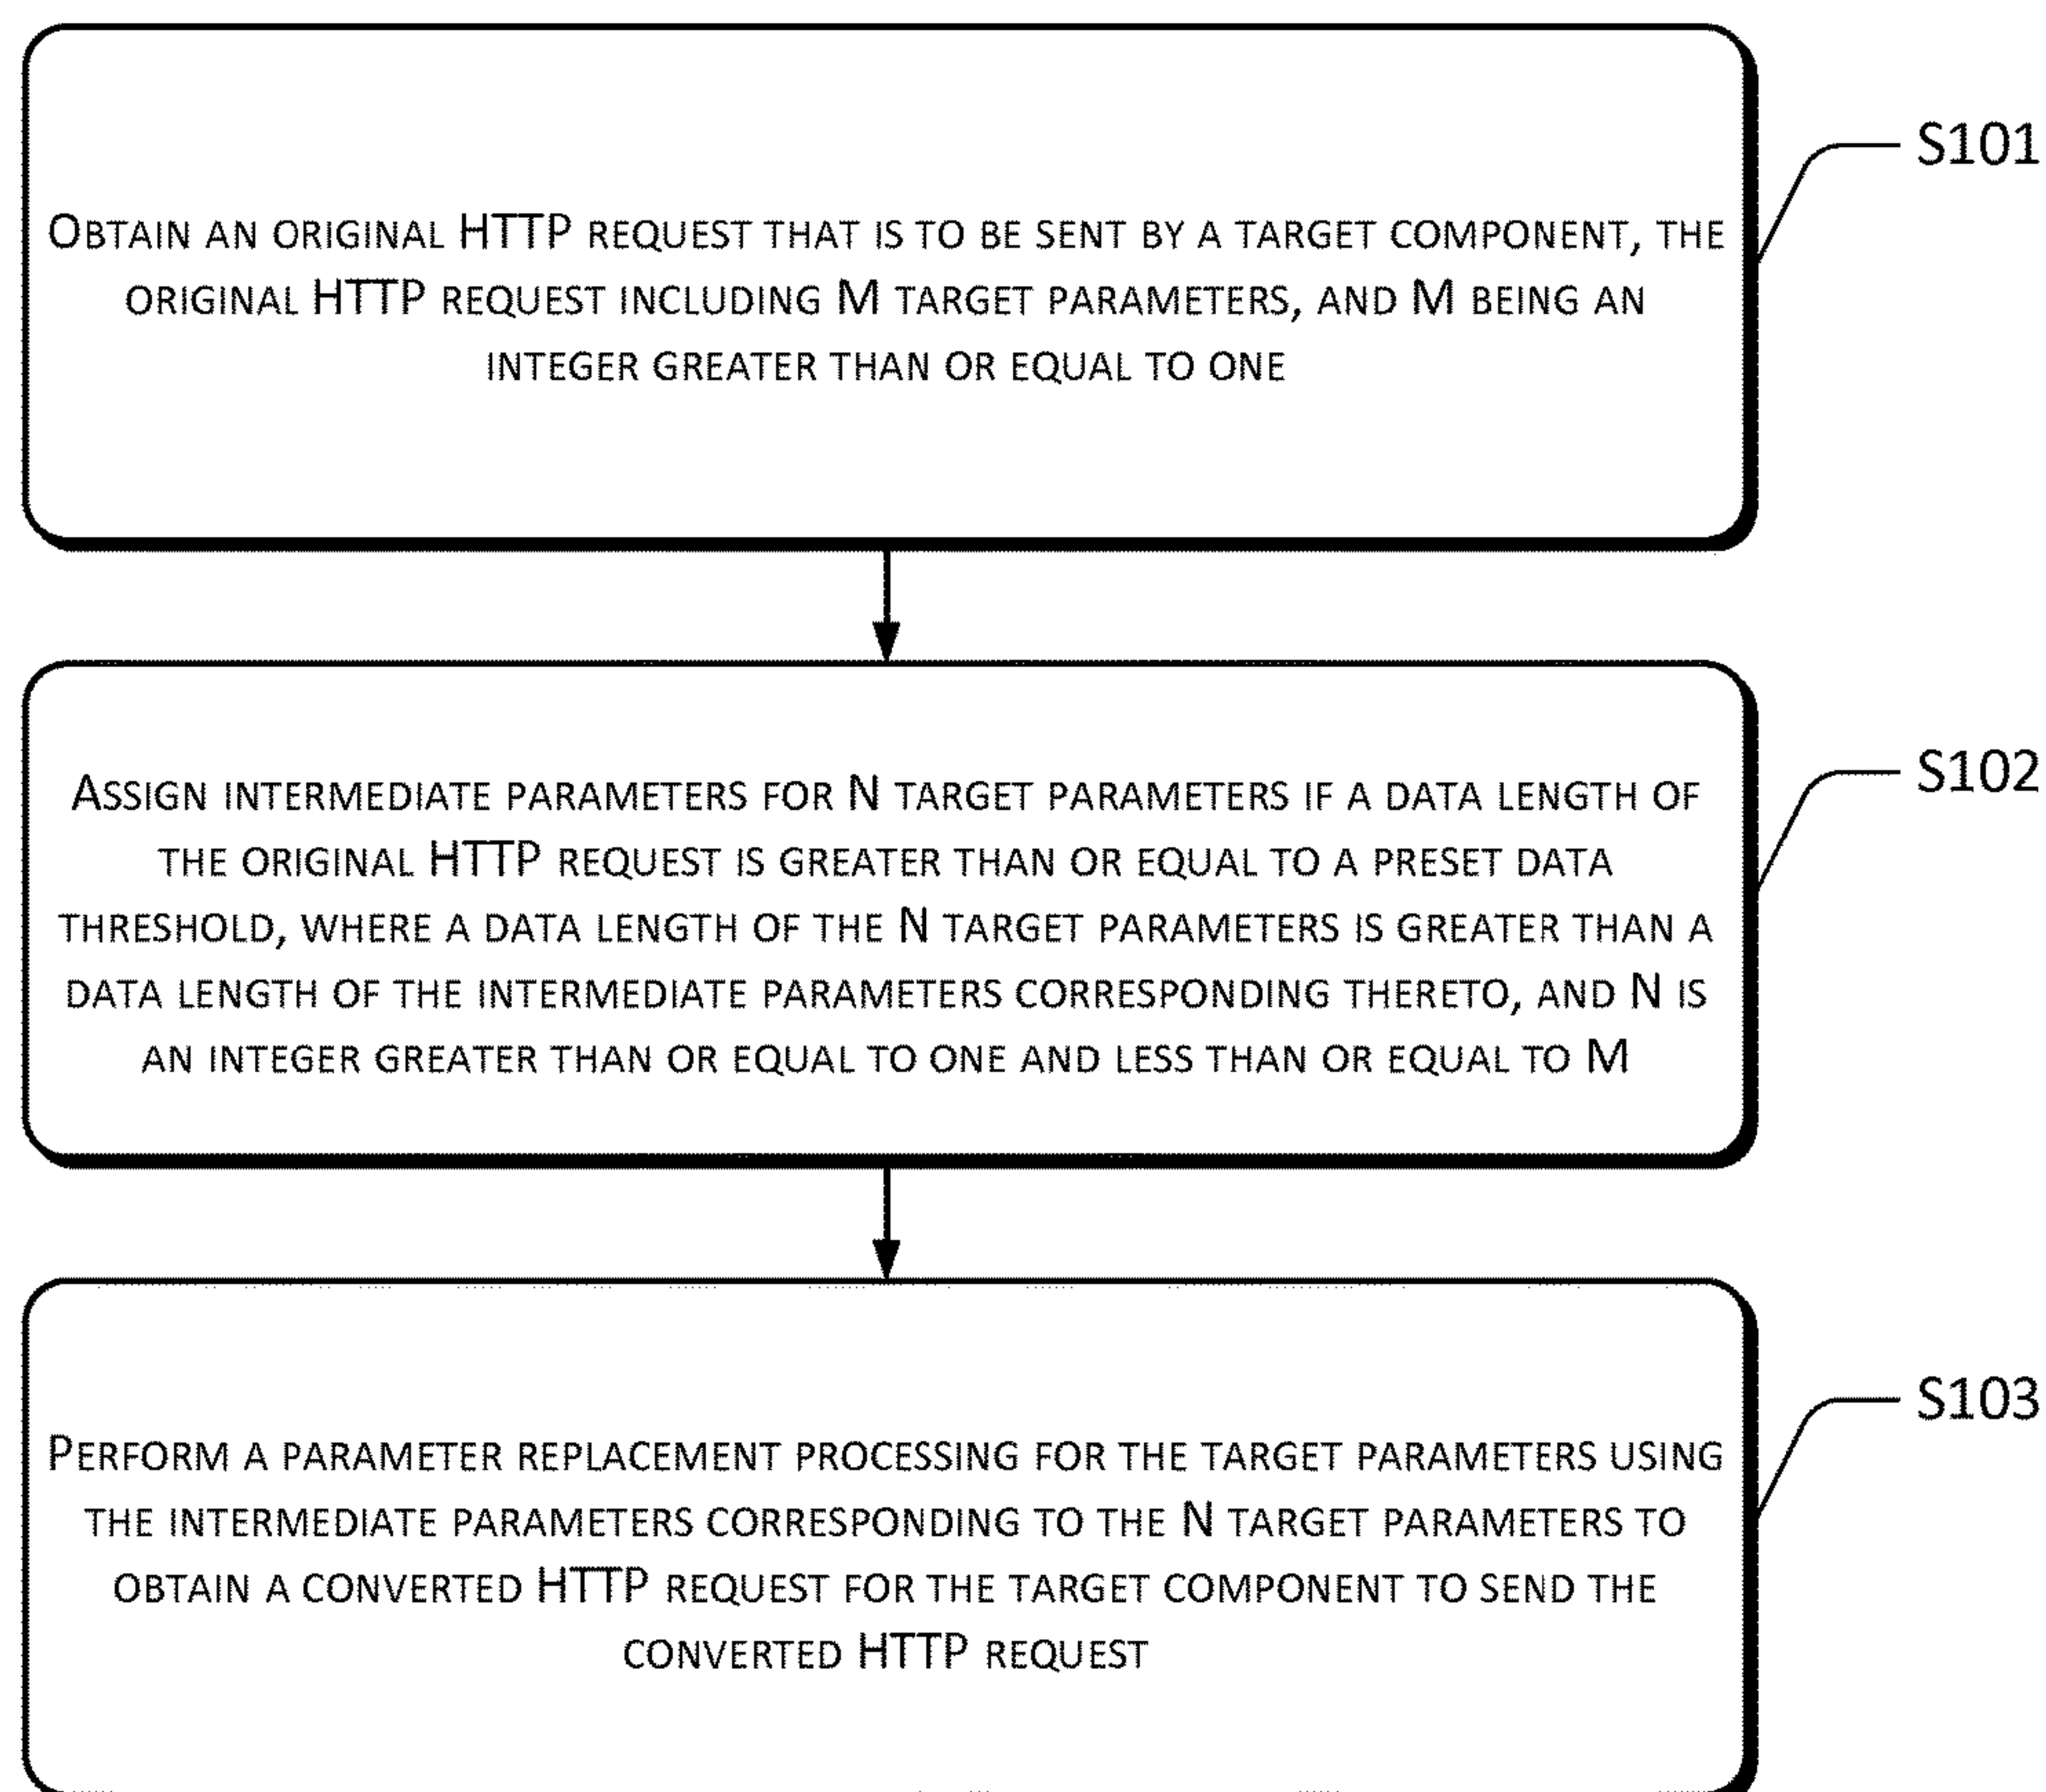 OBTAIN AN ORIGINAL HTTP REQUEST THAT IS TO BE SENT BY A TARGET COMPONENT, THE
ORIGINAL HTTP REQUEST INCLUDING M TARGET PARAMETERS, AND M BEING AN
INTEGER GREATER THAN OR EQUAL TO ONE
S101
ASSIGN INTERMEDIATE PARAMETERS FOR N TARGET PARAMETERS IF A DATA LENGTH OF
THE ORIGINAL HTTP REQUEST IS GREATER THAN OR EQUAL TO A PRESET DATA
THRESHOLD, WHERE A DATA LENGTH OF THE N TARGET PARAMETERS IS GREATER THAN A
DATA LENGTH OF THE INTERMEDIATE PARAMETERS CORRESPONDING THERETO, AND N IS
AN INTEGER GREATER THAN OR EQUAL TO ONE AND LESS THAN OR EQUAL TO M
S102
PERFORM A PARAMETER REPLACEMENT PROCESSING FOR THE TARGET PARAMETERS USING
THE INTERMEDIATE PARAMETERS CORRESPONDING TO THE N TARGET PARAMETERS TO
OBTAIN A CONVERTED HTTP REQUEST FOR THE TARGET COMPONENT TO SEND THE
CONVERTED HTTP REQUEST
S103